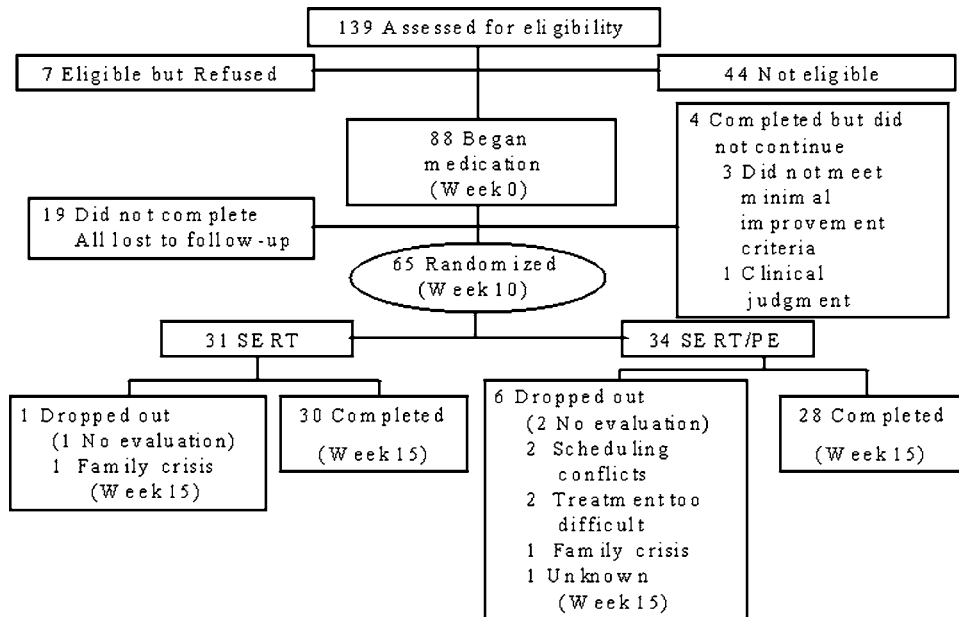 139 Assessed for eligibility
7 Eligible but Refused
44 Not eligible
88 Began
medication
(Week 0)
4 Completed but did
not continue
3 Did not meet
minimal
improvement
criteria
1 Clinical
judgment
19 Did not complete
All lost to follow-up
65 Randomized
(Week 10)
31 SERT
34 SERT/PE
1 Dropped out
(1 No evaluation)
1 Family crisis
(Week 15)
30 Completed
(Week 15)
6 Dropped out
(2 No evaluation)
2 Scheduling
conflicts
2 Treatment too
difficult
1 Family crisis
1 Unknown
(Week 15)
28 Completed
(Week 15)